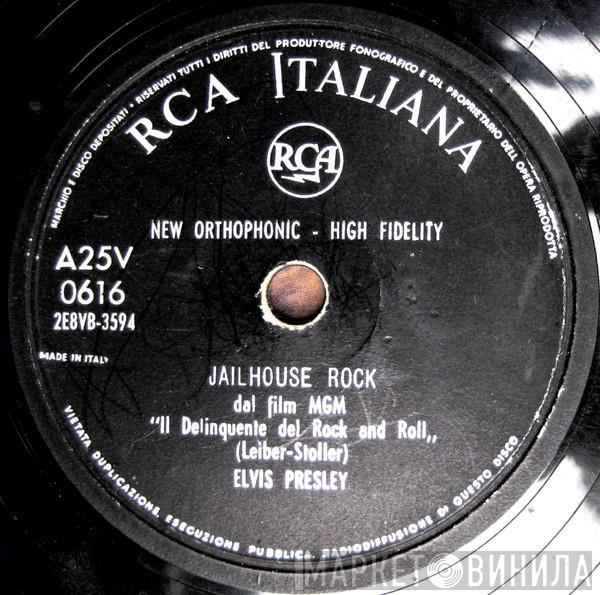 MARCHIO E DISCO DEPOSITATI • RISERVATI TUTTI I DIRITTI DEL PRODUTTORE FONOGRAFICO E DEL PROPRIETARIO DELL'OPERA RIPRODOTTA
RCA ITALIANA
RCA
NEW ORTHOPHONIC - HIGH FIDELITY
A25V
0616
2E8VB-3594
MADE IN ITALY
JAILHOUSE ROCK
dal film MGM
"Il Delinquente del Rock and Roll„
(Leiber-Stoller)
ELVIS PRESLEY
VIETATA DUPLICAZIONE, ESECUZIONE PUBBLICA, RADIODIFFUSIONE DI QUESTO DISCO
МАРКЕТ ВИНИЛА